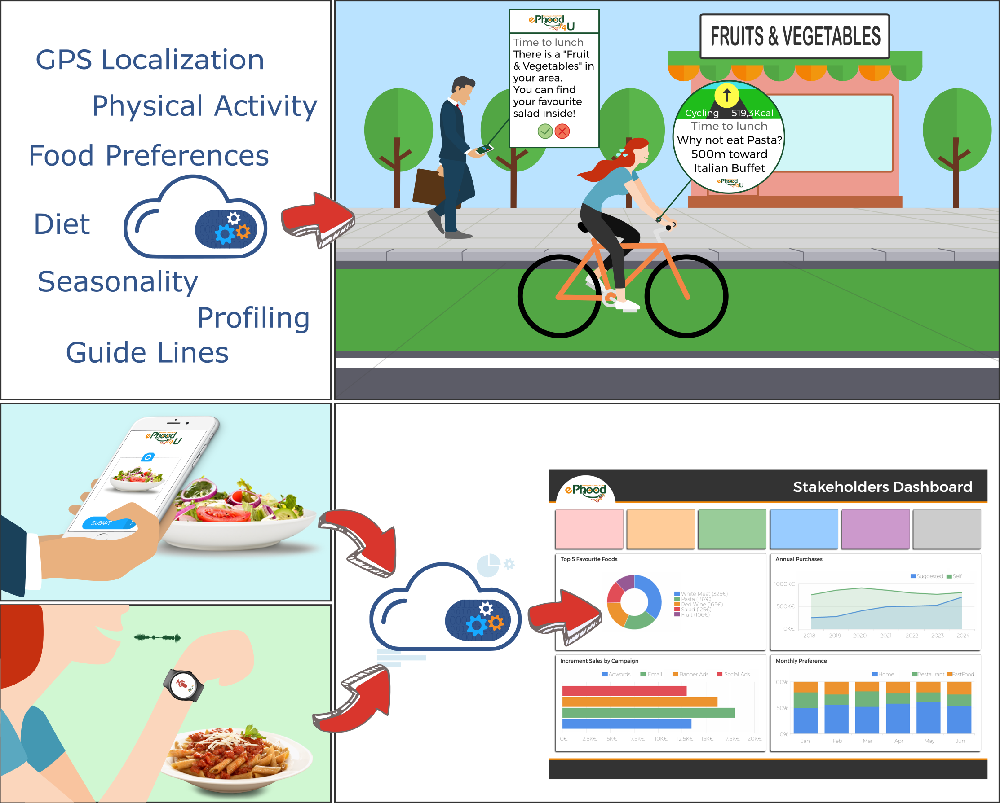 GPS Localization
Physical Activity
Food Preferences
Diet
Seasonality
Profiling
Guide Lines
ePhood
4U
Time to lunch
There is a "Fruit
& Vegetables" in
your area.
You can find
your favourite
salad inside!
FRUITS & VEGETABLES
Cycling 519,3Kcal
Time to lunch
Why not eat Pasta?
500m toward
Italian Buffet
ePhood
4U
ePhood
4U
SUBMIT
ePhood
Stakeholders Dashboard
Top 5 Favourite Foods
White Meat (325€)
Pasta (187€)
Red Wine (165€)
Salad (125€)
Fruit (106€)
Annual Purchases
Suggested Self
1000K€
500K€
0K€
2018 2019 2020 2021 2022 2023 2024
Increment Sales by Campaign
Adwords Email Banner Ads Social Ads
0€ 2.5K€ 5K€ 7.5K€ 10K€ 12.5K€ 15K€ 17.5K€ 20K€
Monthly Preference
Home Restaurant FastFood
100%
50%
0%
Jan Feb Mar Apr May Jun